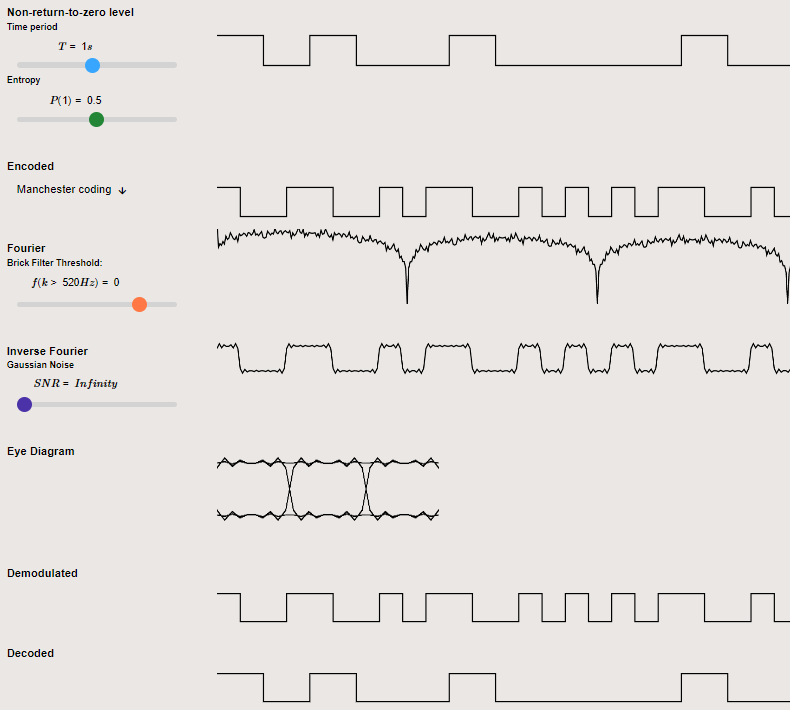 Non-return-to-zero level
Time period
T = 1s
Entropy
P(1) = 0.5
Encoded
Manchester coding ↓
Fourier
Brick Filter Threshold:
f(k > 520Hz) = 0
Inverse Fourier
Gaussian Noise
SNR = Infinity
Eye Diagram
Demodulated
Decoded